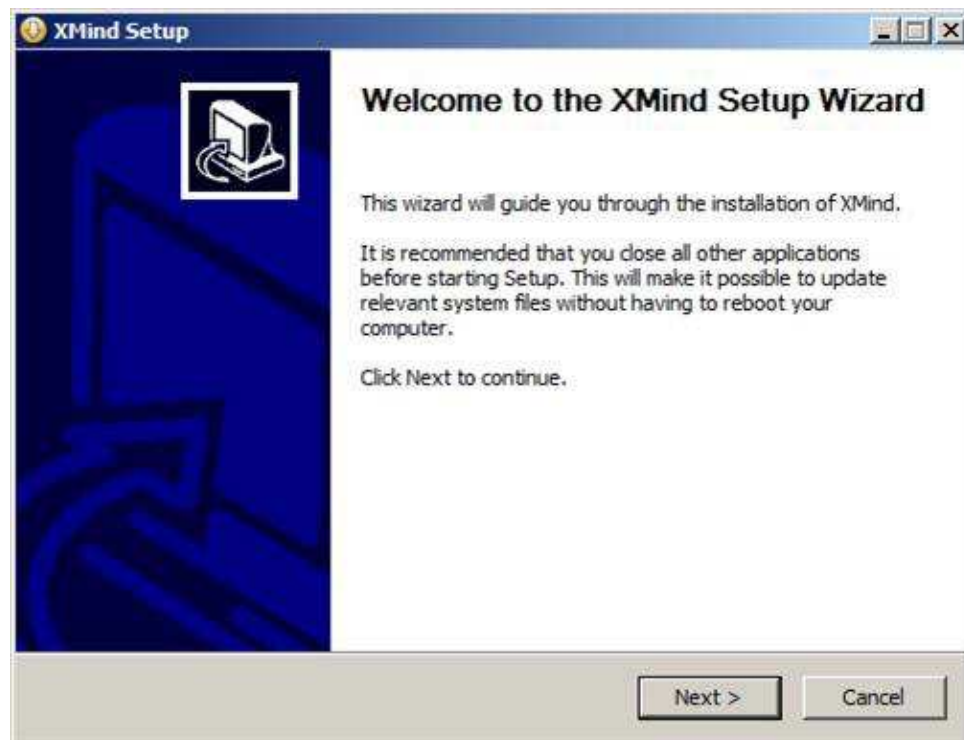 XMind Setup
Welcome to the XMind Setup Wizard
This wizard will guide you through the installation of XMind.
It is recommended that you close all other applications
before starting Setup. This will make it possible to update
relevant system files without having to reboot your
computer.
Click Next to continue.
Next >
Cancel